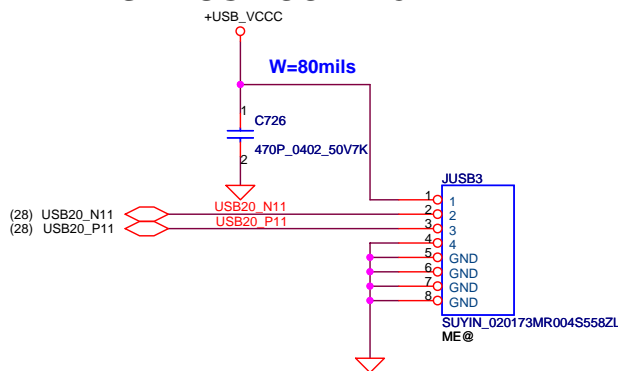 +USB_VCCC
W=80mils
1
C726
470P_0402_50V7K
2
JUSB3
1 1
(28) USB20_N11 USB20_N11 2 2
(28) USB20_P11 USB20_P11 3 3
4 4
5 GND
6 GND
7 GND
8 GND
SUYIN_020173MR004S558ZL
ME@